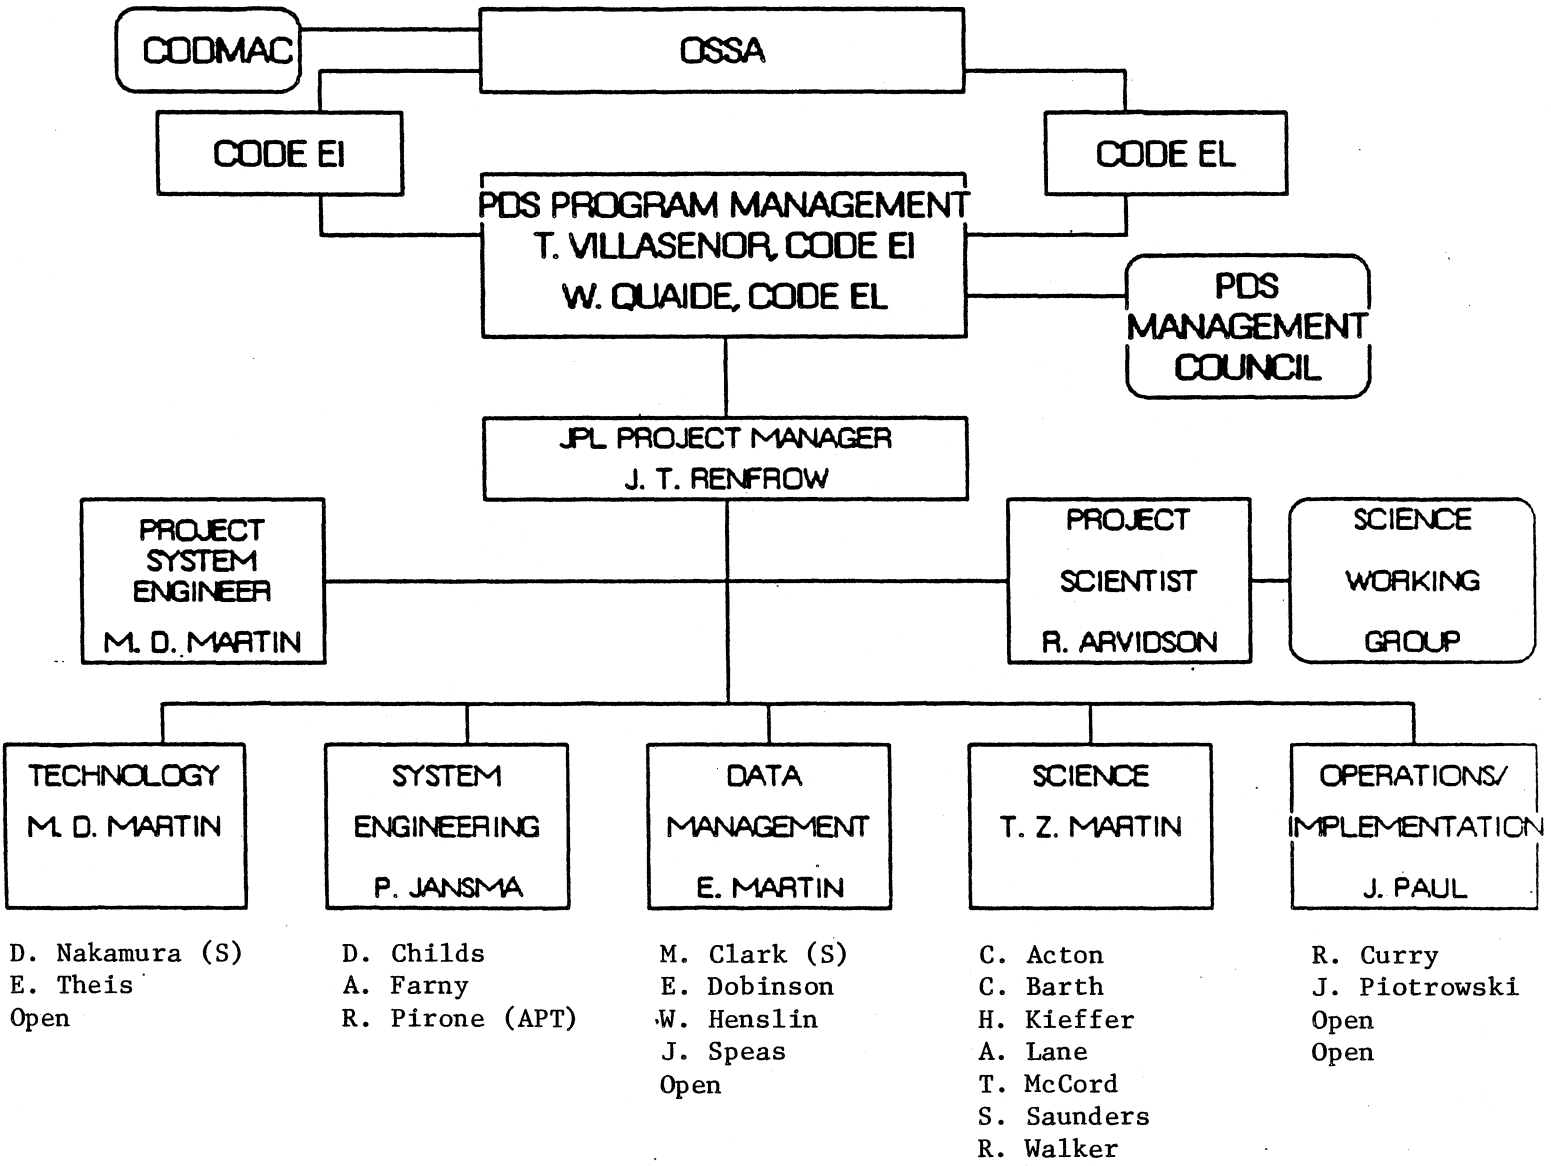 CODMAC
OSSA
CODE EI
CODE EL
PDS PROGRAM MANAGEMENT
T. VILLASENOR, CODE EI
W. QUAIDE, CODE EL
PDS
MANAGEMENT
COUNCIL
JPL PROJECT MANAGER
J. T. RENFROW
PROJECT
SYSTEM
ENGINEER
M. D. MARTIN
PROJECT
SCIENTIST
R. ARVIDSON
SCIENCE
WORKING
GROUP
TECHNOLOGY
M. D. MARTIN
SYSTEM
ENGINEERING
P. JANSMA
DATA
MANAGEMENT
E. MARTIN
SCIENCE
T. Z. MARTIN
OPERATIONS/
IMPLEMENTATION
J. PAUL
D. Nakamura (S)
E. Theis
Open
D. Childs
A. Farny
R. Pirone (APT)
M. Clark (S)
E. Dobinson
W. Henslin
J. Speas
Open
C. Acton
C. Barth
H. Kieffer
A. Lane
T. McCord
S. Saunders
R. Walker
R. Curry
J. Piotrowski
Open
Open